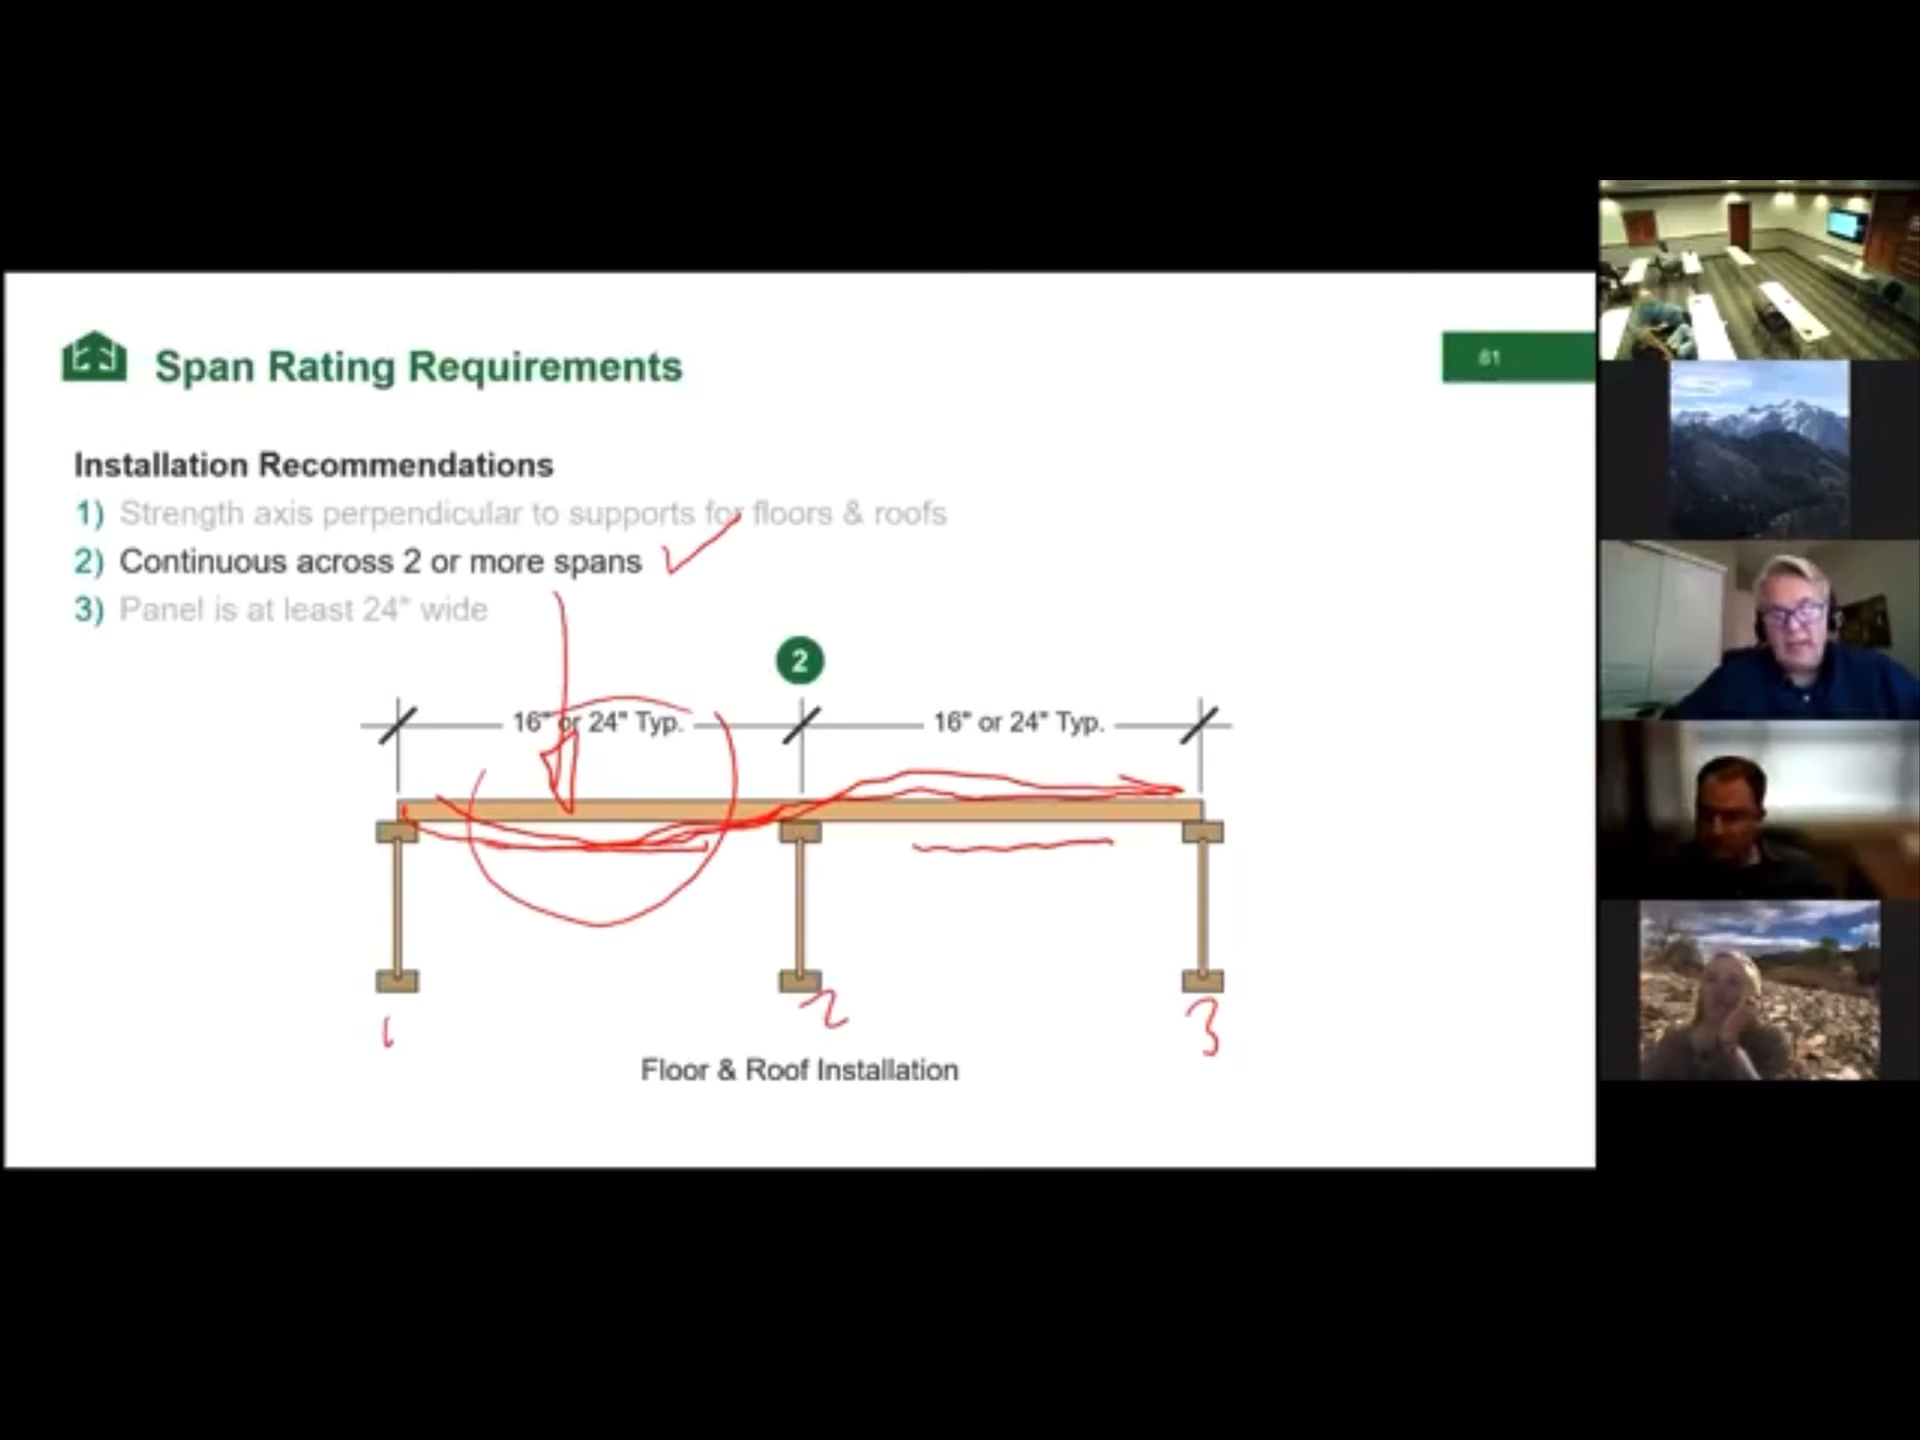 Span Rating Requirements
61
Installation Recommendations
1) Strength axis perpendicular to supports for floors & roofs
2) Continuous across 2 or more spans
3) Panel is at least 24" wide
2
16" or 24" Typ. 16" or 24" Typ.
1 2 3
Floor & Roof Installation